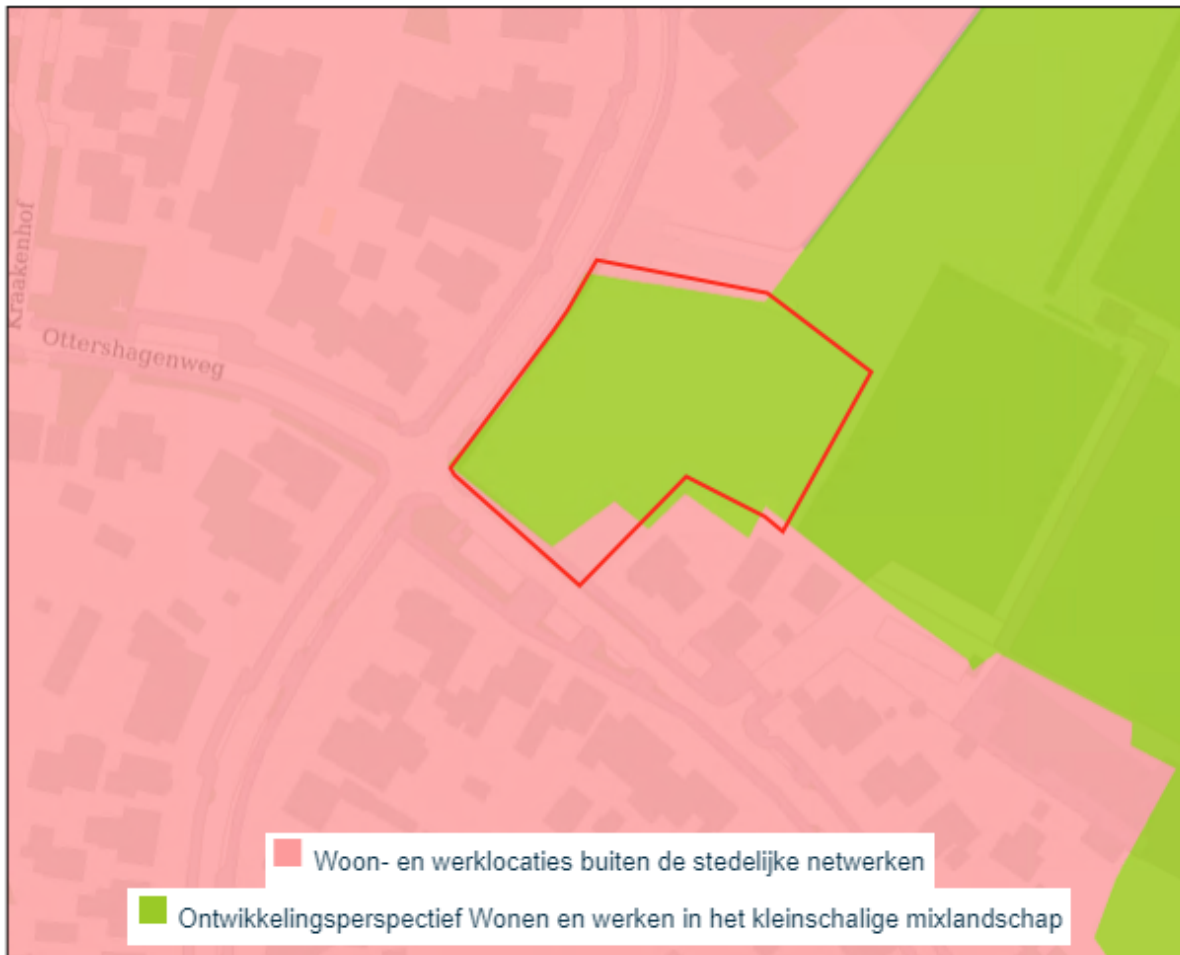 Kraakenhof
Ottershagenweg
Woon- en werklocaties buiten de stedelijke netwerken
Ontwikkelingsperspectief Wonen en werken in het kleinschalige mixlandschap